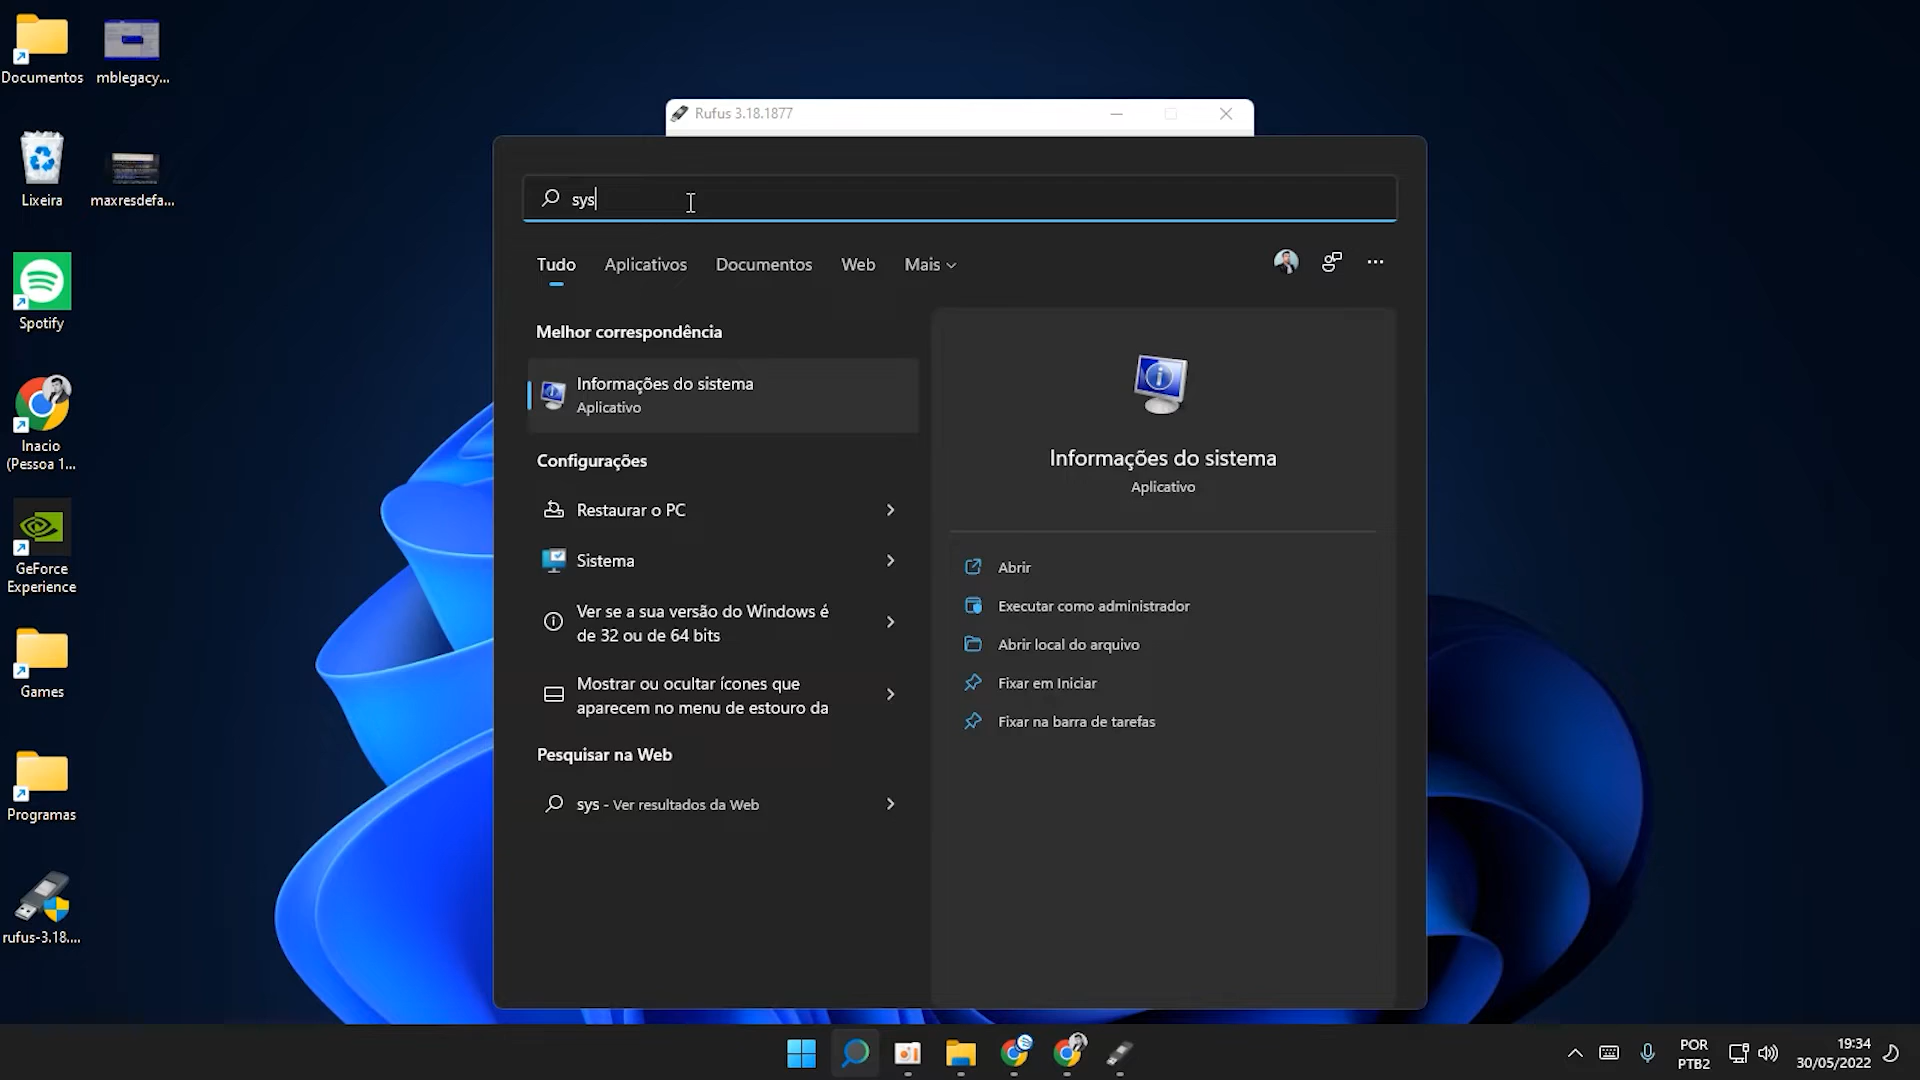 Documentos
mblegacy...
Lixeira
maxresdefa...
Spotify
Inacio
(Pessoa 1...
GeForce
Experience
Games
Programas
rufus-3.18....
Rufus 3.18.1877
sys
Tudo
Aplicativos
Documentos
Web
Mais
Melhor correspondência
Informações do sistema
Aplicativo
Configurações
Restaurar o PC
Sistema
Ver se a sua versão do Windows é
de 32 ou de 64 bits
Mostrar ou ocultar ícones que
aparecem no menu de estouro da
Pesquisar na Web
sys - Ver resultados da Web
Informações do sistema
Aplicativo
Abrir
Executar como administrador
Abrir local do arquivo
Fixar em Iniciar
Fixar na barra de tarefas
POR
PTB2
19:34
30/05/2022